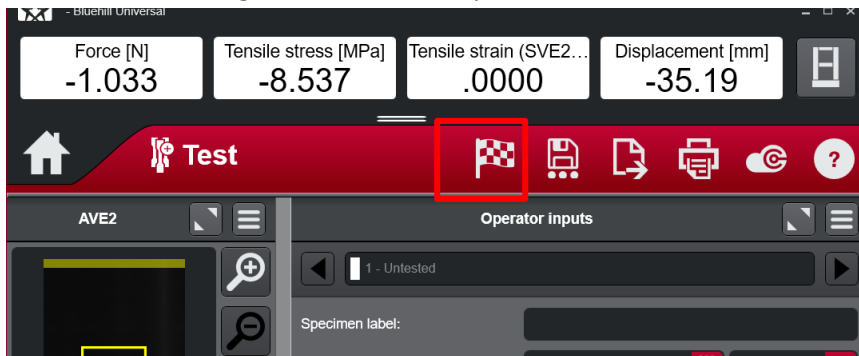 - Bluehill Universal
Force [N]
-1.033
Tensile stress [MPa]
-8.537
Tensile strain (SVE2...
.0000
Displacement [mm]
-35.19
Test
?
AVE2
Operator inputs
1 - Untested
Specimen label: